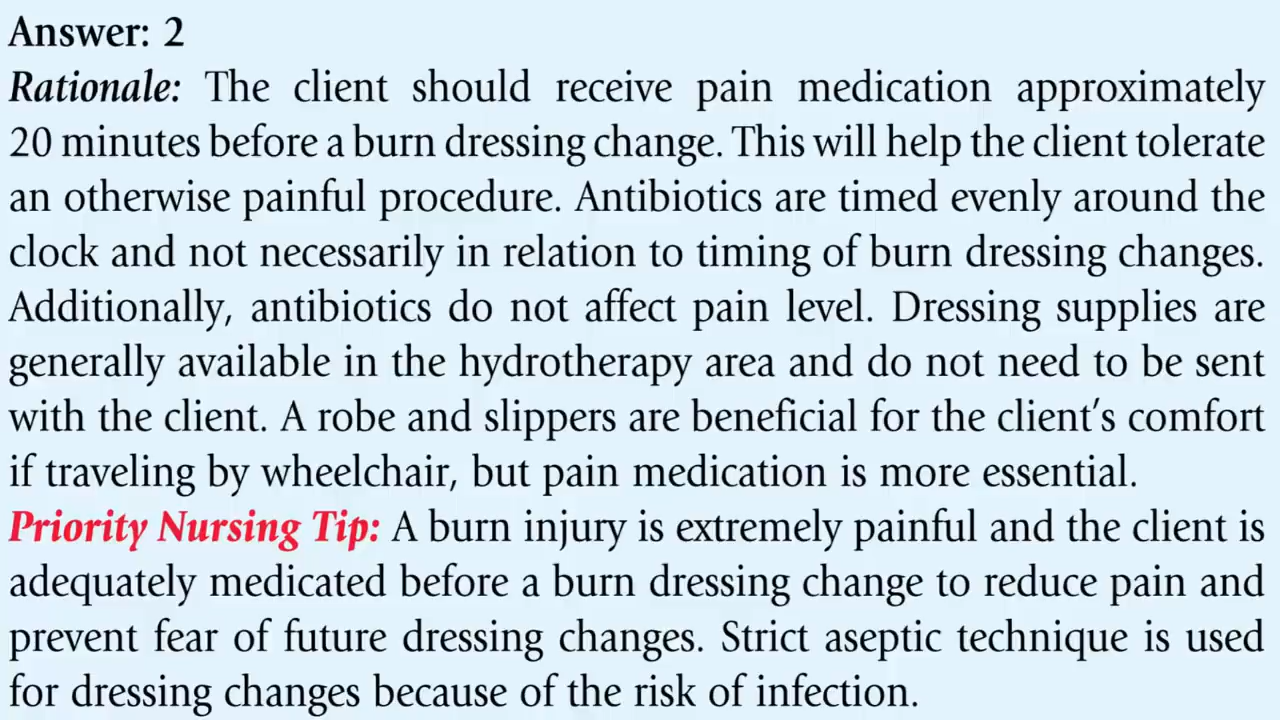 Answer: 2
Rationale: The client should receive pain medication approximately
20 minutes before a burn dressing change. This will help the client tolerate
an otherwise painful procedure. Antibiotics are timed evenly around the
clock and not necessarily in relation to timing of burn dressing changes.
Additionally, antibiotics do not affect pain level. Dressing supplies are
generally available in the hydrotherapy area and do not need to be sent
with the client. A robe and slippers are beneficial for the client’s comfort
if traveling by wheelchair, but pain medication is more essential.
Priority Nursing Tip: A burn injury is extremely painful and the client is
adequately medicated before a burn dressing change to reduce pain and
prevent fear of future dressing changes. Strict aseptic technique is used
for dressing changes because of the risk of infection.